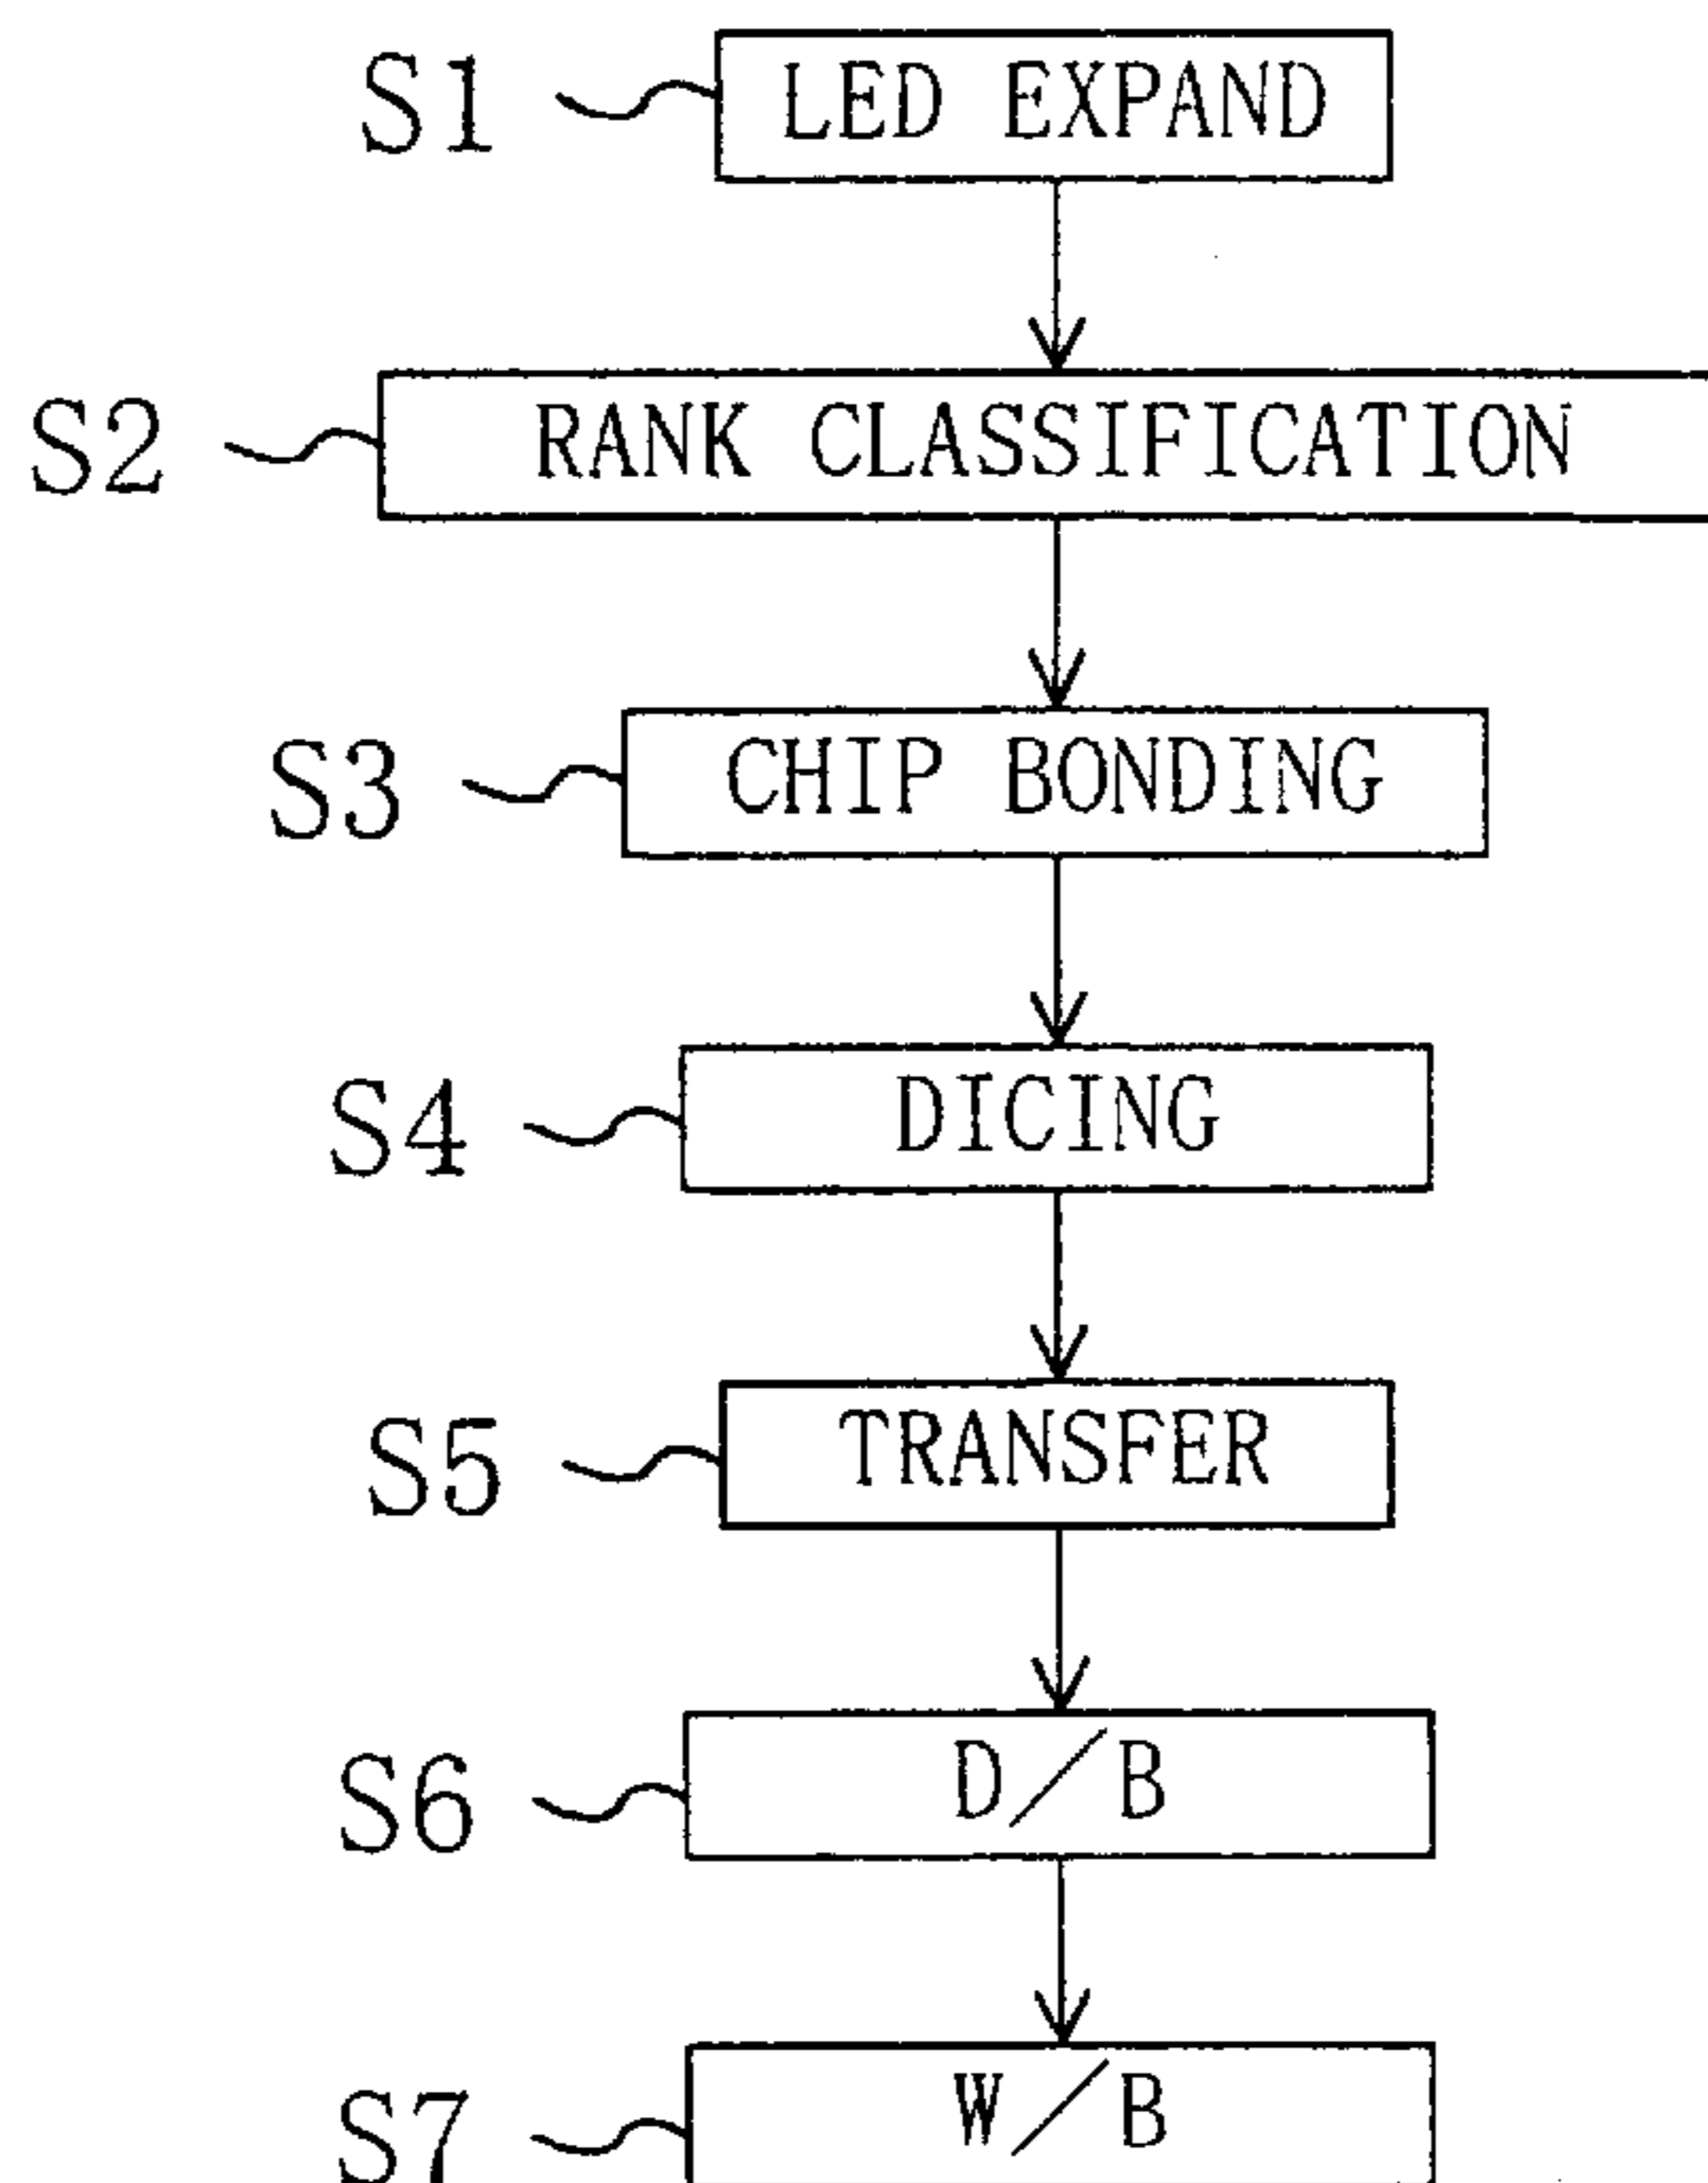 S1 LED EXPAND
S2 RANK CLASSIFICATION
S3 CHIP BONDING
S4 DICING
S5 TRANSFER
S6 D/B
S7 W/B